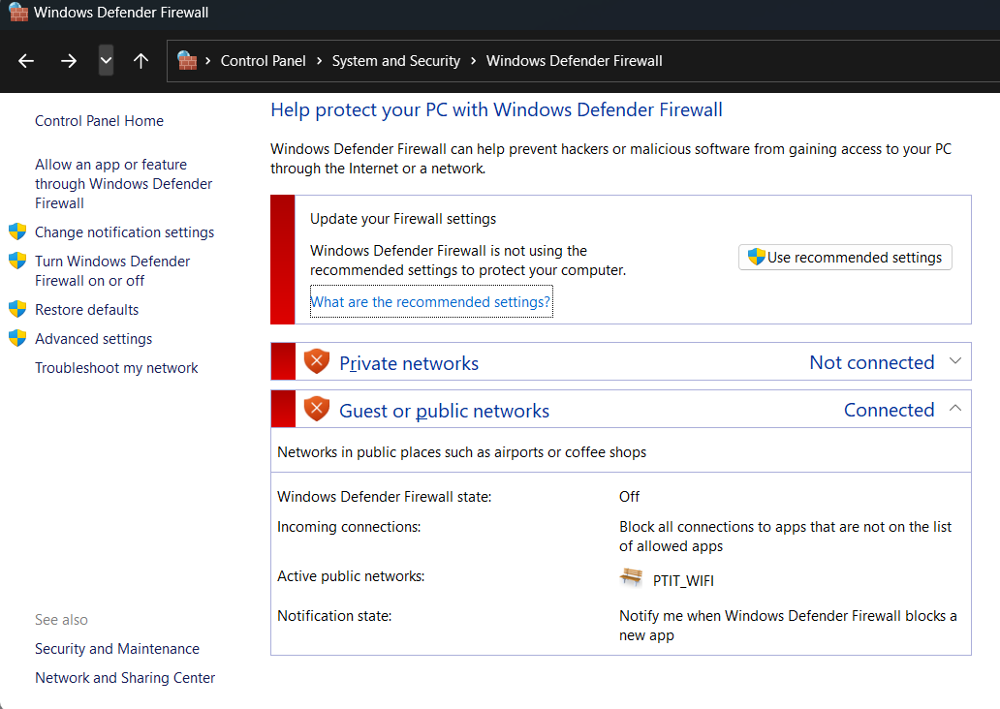 Windows Defender Firewall
Control Panel > System and Security > Windows Defender Firewall
Control Panel Home
Allow an app or feature
through Windows Defender
Firewall
Change notification settings
Turn Windows Defender
Firewall on or off
Restore defaults
Advanced settings
Troubleshoot my network
See also
Security and Maintenance
Network and Sharing Center
Help protect your PC with Windows Defender Firewall
Windows Defender Firewall can help prevent hackers or malicious software from gaining access to your PC
through the Internet or a network.
Update your Firewall settings
Windows Defender Firewall is not using the
recommended settings to protect your computer.
What are the recommended settings?
Use recommended settings
Private networks Not connected
Guest or public networks Connected
Networks in public places such as airports or coffee shops
Windows Defender Firewall state: Off
Incoming connections: Block all connections to apps that are not on the list
of allowed apps
Active public networks: PTIT_WIFI
Notification state: Notify me when Windows Defender Firewall blocks a
new app